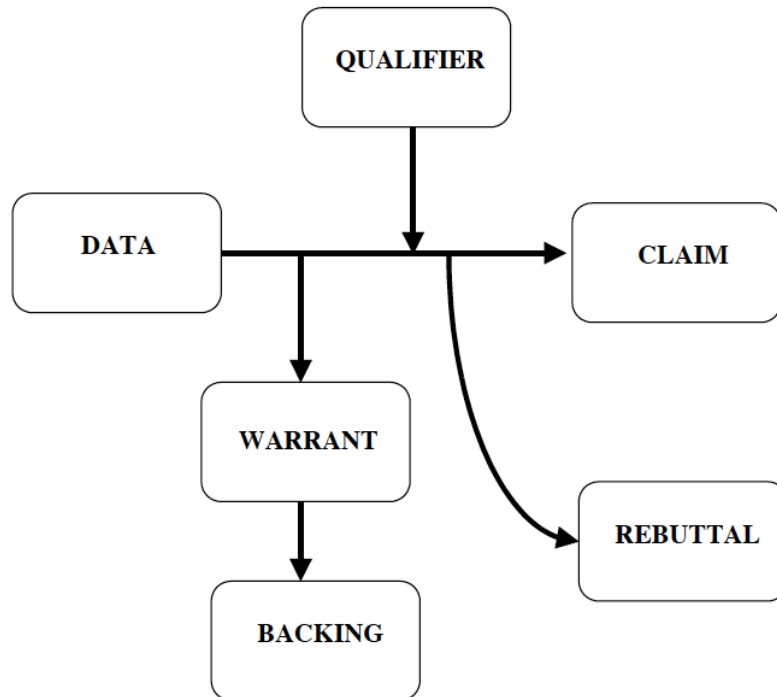 QUALIFIER
DATA
CLAIM
WARRANT
REBUTTAL
BACKING